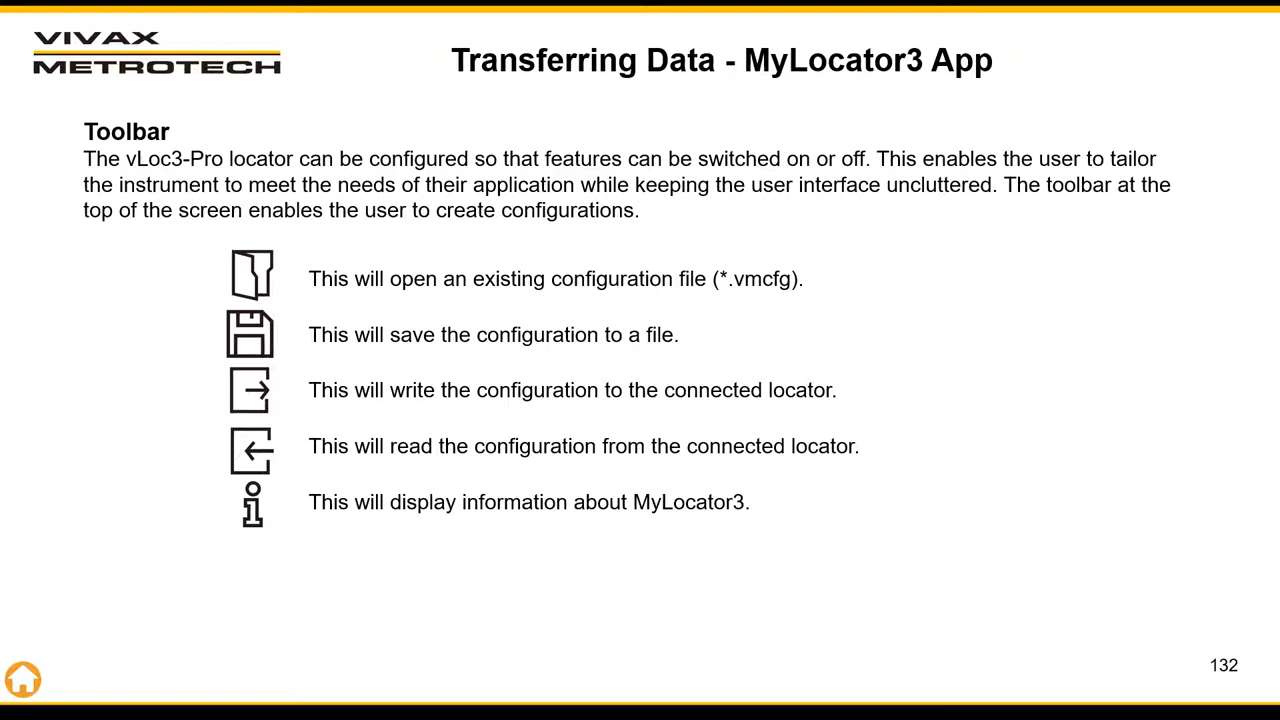 VIVAX
METROTECH
Transferring Data - MyLocator3 App
Toolbar
The vLoc3-Pro locator can be configured so that features can be switched on or off. This enables the user to tailor
the instrument to meet the needs of their application while keeping the user interface uncluttered. The toolbar at the
top of the screen enables the user to create configurations.
This will open an existing configuration file (*.vmcfg).
This will save the configuration to a file.
This will write the configuration to the connected locator.
This will read the configuration from the connected locator.
This will display information about MyLocator3.
132